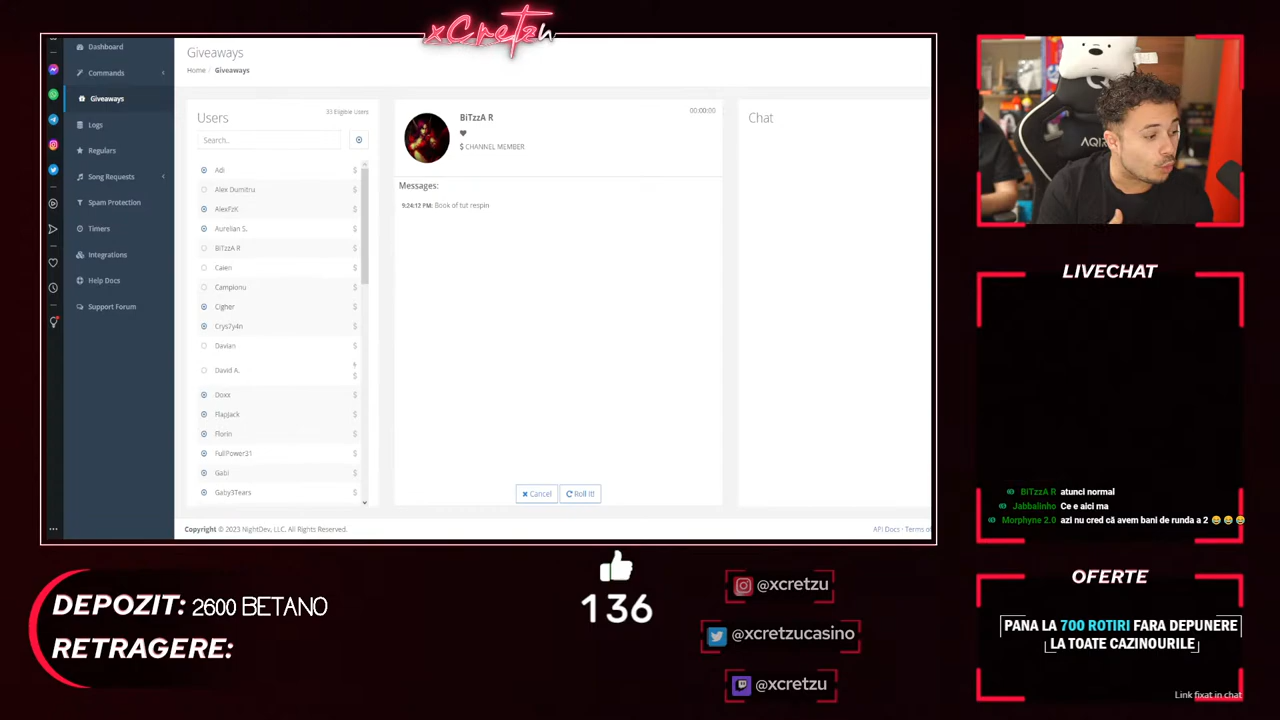 xCretzu
Dashboard
Commands
Giveaways
Logs
Regulars
Song Requests
Spam Protection
Timers
Integrations
Help Docs
Support Forum
Giveaways
Home / Giveaways
Users
33 Eligible Users
Search..
Adi $
Alex Dumitru $
AlexFzK $
Aurelian S. $
BiTzzA R $
Caien $
Campionu $
Cigher $
Crys7y4n $
Davian $
David A. $
Doxx $
FlapJack $
Florin $
FullPower31 $
Gabi $
Gaby3Tears $
BiTzzA R
$ CHANNEL MEMBER
00:00:00
Messages:
9:24:12 PM: Book of tut respin
Cancel
Roll It!
Chat
Copyright © 2023 NightDev, LLC. All Rights Reserved.
API Docs - Terms of
AQIR
LIVECHAT
BiTzzA R atunci normal
Jabbalinho Ce e aici ma
Morphyne 2.0 azi nu cred că avem bani de runda a 2 😅😅😅
OFERTE
PANA LA 700 ROTIRI FARA DEPUNERE
LA TOATE CAZINOURILE
Link fixat in chat
DEPOZIT: 2600 BETANO
RETRAGERE:
136
@xcretzu
@xcretzucasino
@xcretzu